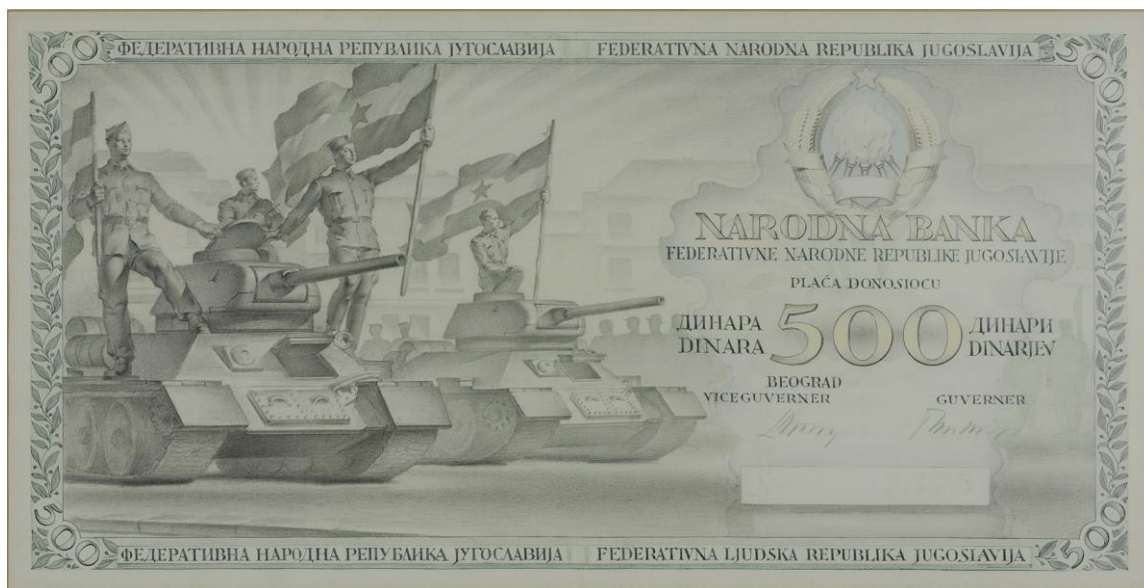 500
ФЕДЕРАТИВНА НАРОДНА РЕПУВЛИКА ЈУГОСЛАВИЈА
FEDERATIVNA NARODNA REPUBLIKA JUGOSLAVIJA
500
NARODNA BANKA
FEDERATIVNE NARODNE REPUBLIKE JUGOSLAVIJE
PLAĆA DONOSIOCU
ДИНАРА 500 ДИНАРИ
DINARA DINARJEV
BEOGRAD
VICEGUVERNER GUVERNER
500
ФЕДЕРАТИВНА НАРОДНА РЕПУБЛИКА ЈУГОСЛАВИЈА
FEDERATIVNA LJUDSKA REPUBLIKA JUGOSLAVIJA
500